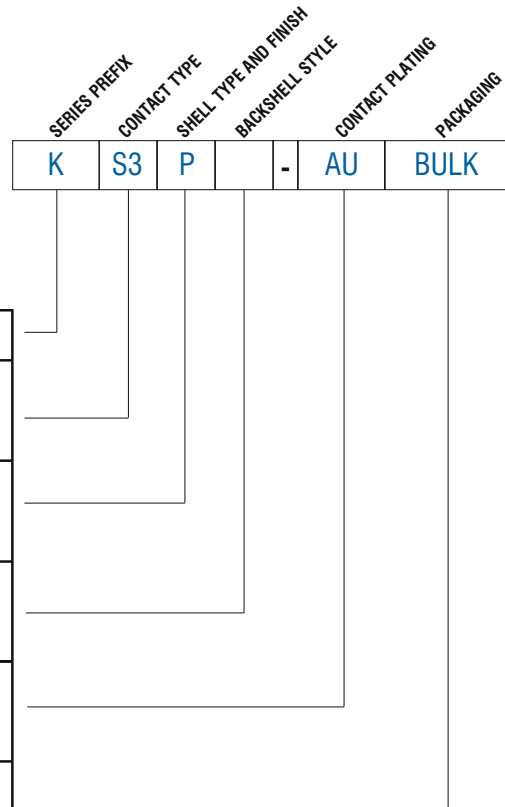 SERIES PREFIX
CONTACT TYPE
SHELL TYPE AND FINISH
BACKSHELL STYLE
CONTACT PLATING
PACKAGING
K S3 P - AU BULK